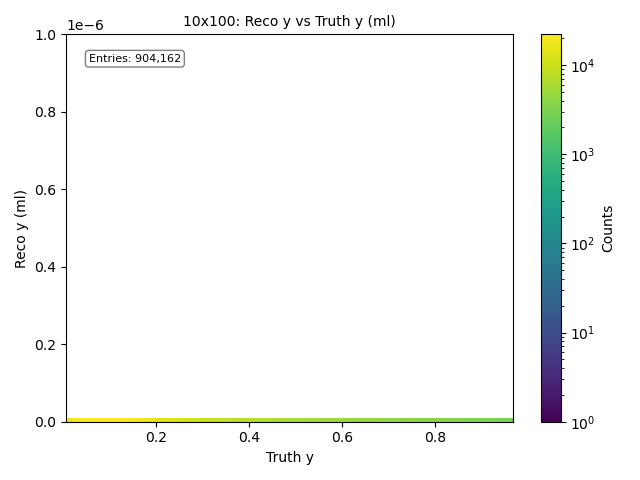 10x100: Reco y vs Truth y (ml)
1e−6
Entries: 904,162
1.0
0.8
0.6
0.4
0.2
0.0
Reco y (ml)
0.2 0.4 0.6 0.8
Truth y
10⁴
10³
10²
10¹
10⁰
Counts